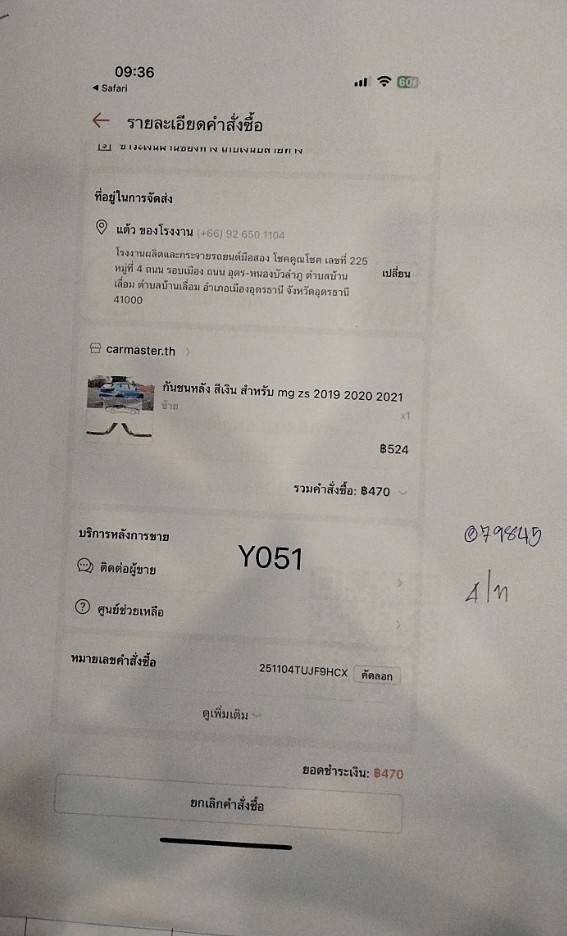 09:36
◀ Safari
60
← รายละเอียดคำสั่งซื้อ
ที่อยู่ในการจัดส่ง
แต้ว ของโรงงาน (+66) 92 650 1104
โรงงานผลิตและกระจายรถยนต์มือสอง โชคคูณโชค เลขที่ 225
หมู่ที่ 4 ถนน รอบเมือง ถนน อุดร-หนองบัวลำภู ตำบลบ้าน
เลื่อม ตำบลบ้านเลื่อม อำเภอเมืองอุดรธานี จังหวัดอุดรธานี
41000
เปลี่ยน
carmaster.th
กันชนหลัง สีเงิน สำหรับ mg zs 2019 2020 2021
ซ้าย
x1
฿524
รวมคำสั่งซื้อ: ฿470
บริการหลังการขาย
Y051
079845
ติดต่อผู้ขาย
ศูนย์ช่วยเหลือ
หมายเลขคำสั่งซื้อ
251104TUJF9HCX คัดลอก
ดูเพิ่มเติม
ยอดชำระเงิน: ฿470
ยกเลิกคำสั่งซื้อ